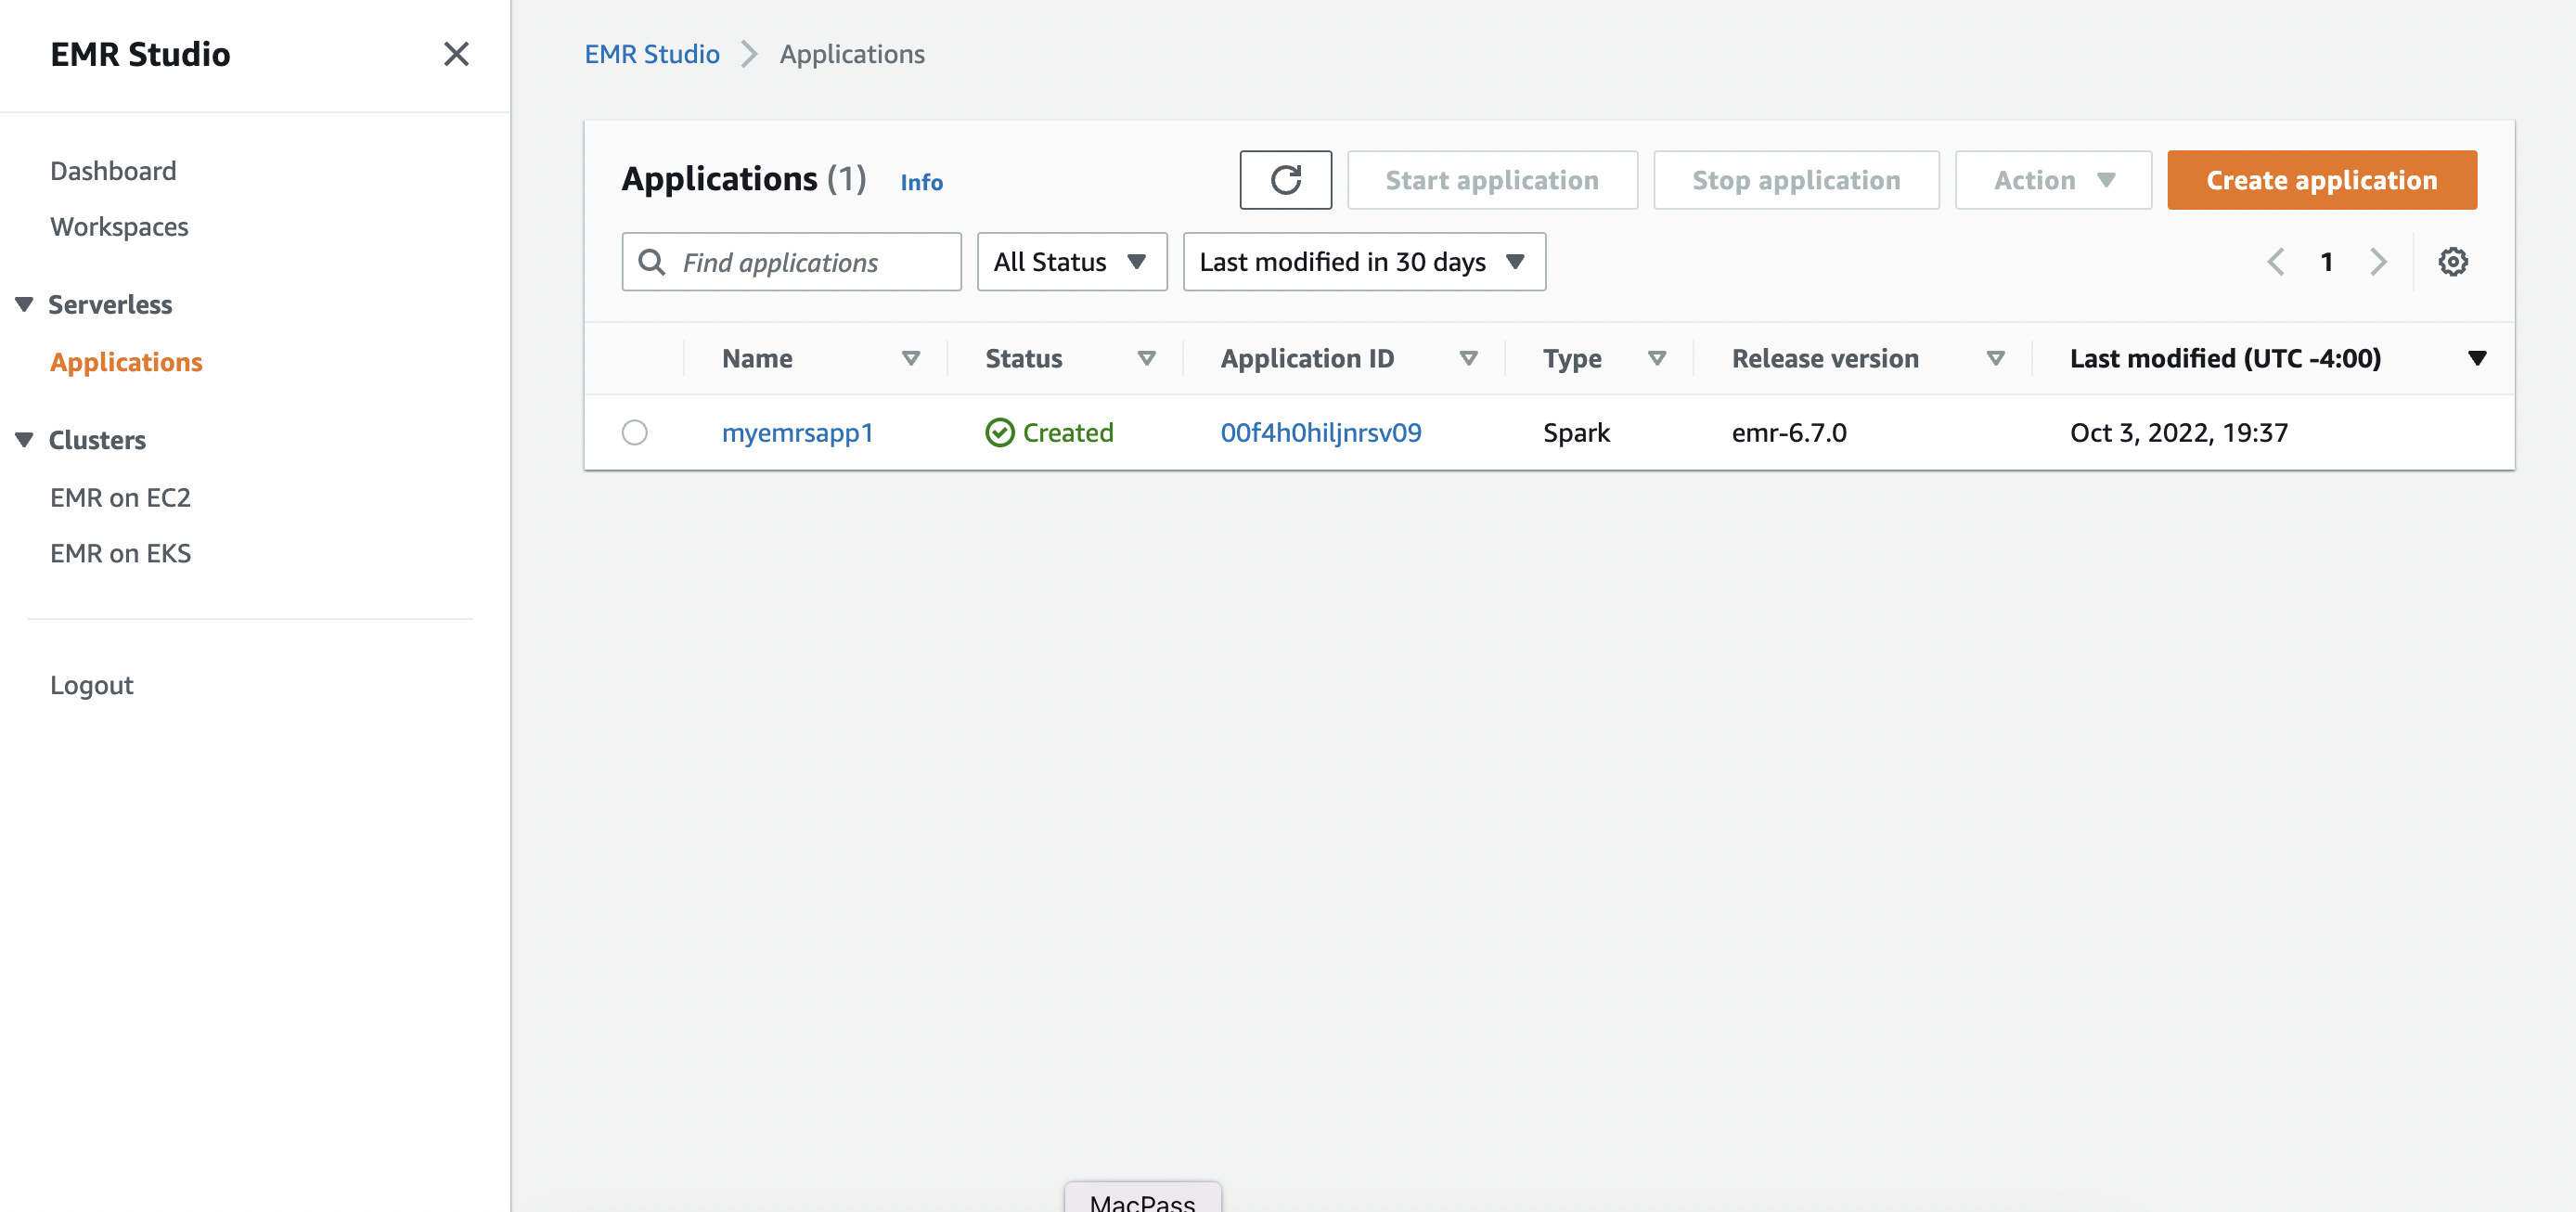 EMR Studio
Dashboard
Workspaces
Serverless
Applications
Clusters
EMR on EC2
EMR on EKS
Logout
EMR Studio Applications
Applications (1) Info Start application Stop application Action Create application
Find applications All Status Last modified in 30 days 1
Name Status Application ID Type Release version Last modified (UTC -4:00)
myemrsapp1 Created 00f4h0hiljnrsv09 Spark emr-6.7.0 Oct 3, 2022, 19:37
MacPass